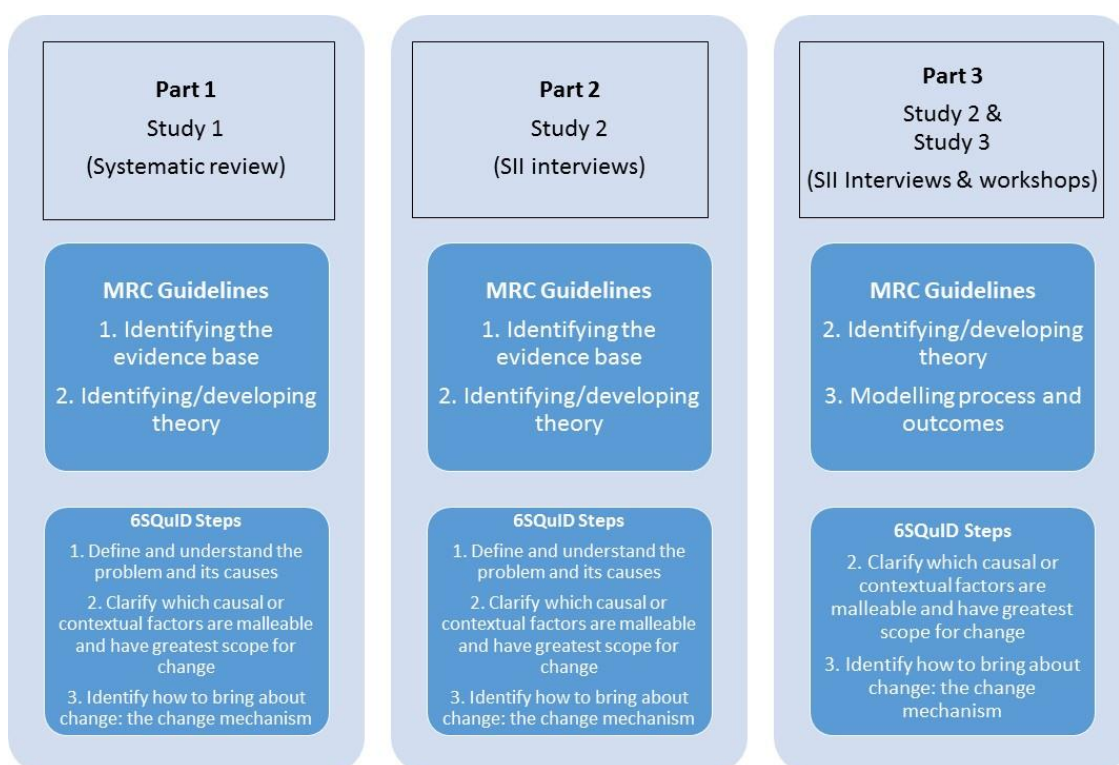 Part 1
Study 1
(Systematic review)
MRC Guidelines
1. Identifying the
evidence base
2. Identifying/developing
theory
6SQuID Steps
1. Define and understand the
problem and its causes
2. Clarify which causal or
contextual factors are malleable
and have greatest scope for
change
3. Identify how to bring about
change: the change mechanism
Part 2
Study 2
(SII interviews)
MRC Guidelines
1. Identifying the
evidence base
2. Identifying/developing
theory
6SQuID Steps
1. Define and understand the
problem and its causes
2. Clarify which causal or
contextual factors are malleable
and have greatest scope for
change
3. Identify how to bring about
change: the change mechanism
Part 3
Study 2 &
Study 3
(SII Interviews & workshops)
MRC Guidelines
2. Identifying/developing
theory
3. Modelling process and
outcomes
6SQuID Steps
2. Clarify which causal or
contextual factors are
malleable and have greatest
scope for change
3. Identify how to bring about
change: the change
mechanism